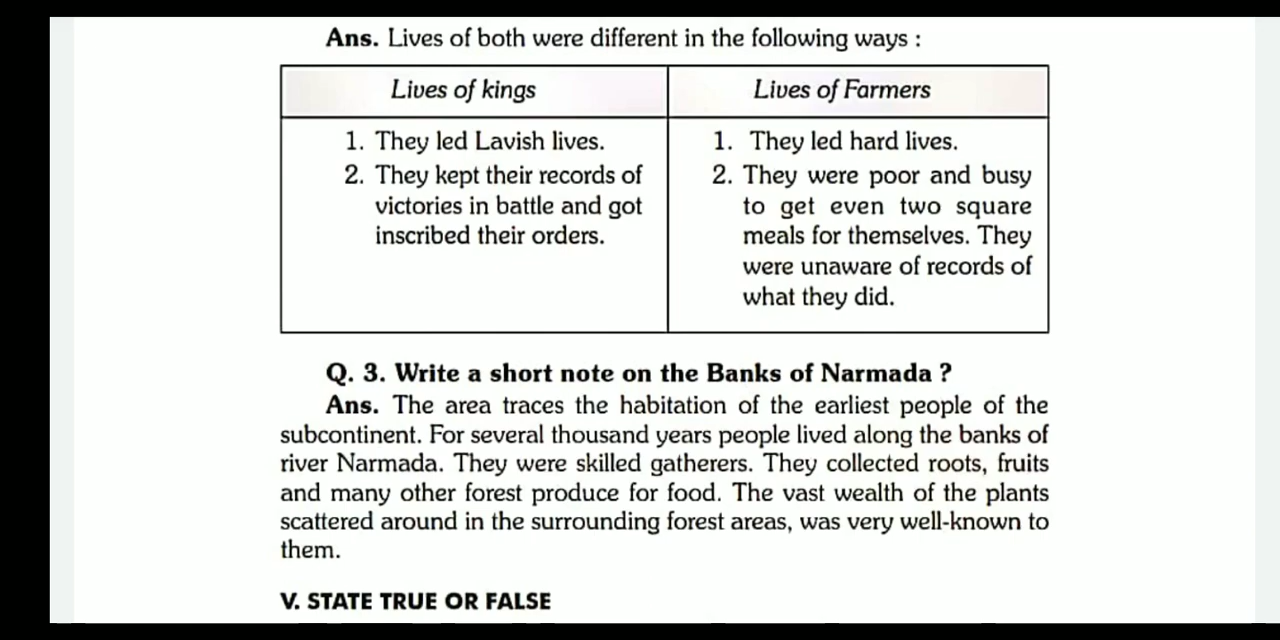 Ans. Lives of both were different in the following ways :
Lives of kings
Lives of Farmers
1. They led Lavish lives.
2. They kept their records of
victories in battle and got
inscribed their orders.
1. They led hard lives.
2. They were poor and busy
to get even two square
meals for themselves. They
were unaware of records of
what they did.
Q. 3. Write a short note on the Banks of Narmada ?
Ans. The area traces the habitation of the earliest people of the
subcontinent. For several thousand years people lived along the banks of
river Narmada. They were skilled gatherers. They collected roots, fruits
and many other forest produce for food. The vast wealth of the plants
scattered around in the surrounding forest areas, was very well-known to
them.
V. STATE TRUE OR FALSE